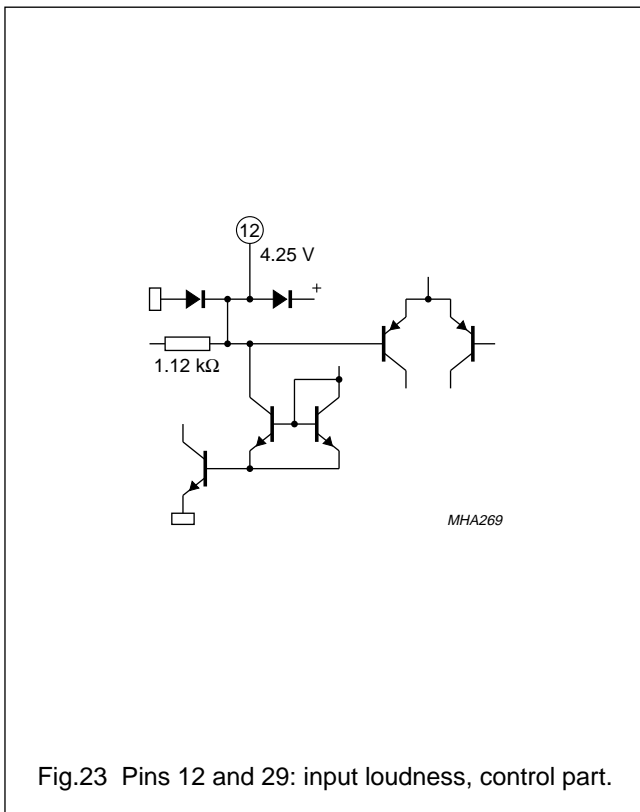 12
4.25 V
+
1.12 kΩ
MHA269
Fig.23 Pins 12 and 29: input loudness, control part.